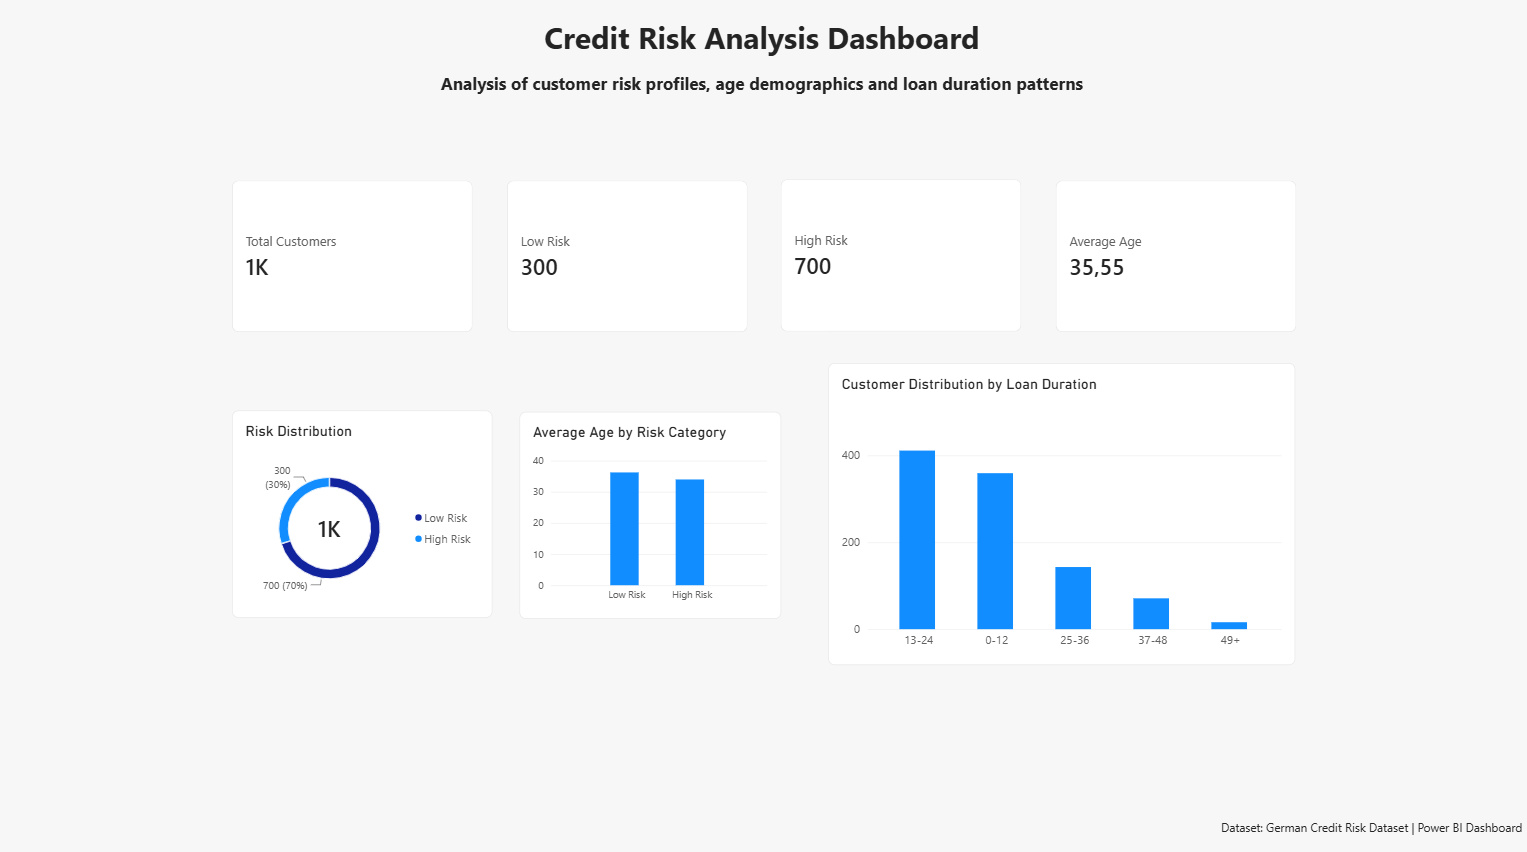 Credit Risk Analysis Dashboard
Analysis of customer risk profiles, age demographics and loan duration patterns
Total Customers
1K
Low Risk
300
High Risk
700
Average Age
35,55
Risk Distribution
300
(30%)
1K
700 (70%)
Low Risk
High Risk
Average Age by Risk Category
40
30
20
10
0
Low Risk
High Risk
Customer Distribution by Loan Duration
400
200
0
13-24
0-12
25-36
37-48
49+
Dataset: German Credit Risk Dataset | Power BI Dashboard